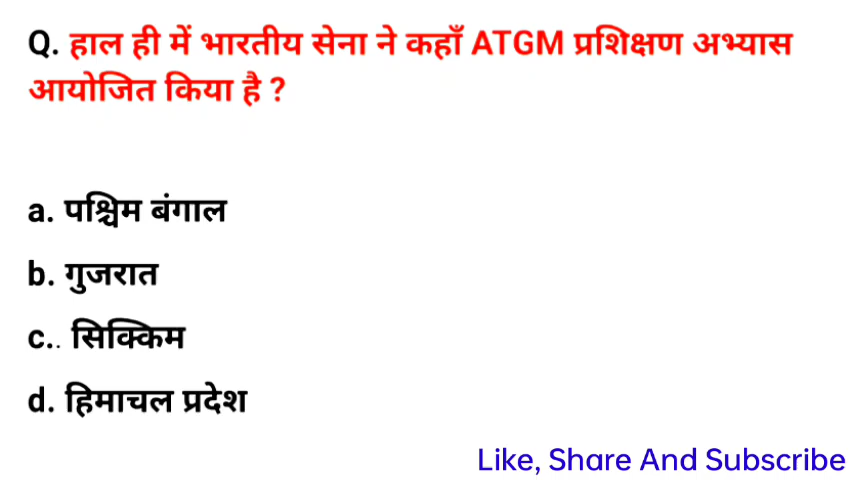 Q. हाल ही में भारतीय सेना ने कहाँ ATGM प्रशिक्षण अभ्यास
आयोजित किया है ?
a. पश्चिम बंगाल
b. गुजरात
c.. सिक्किम
d. हिमाचल प्रदेश
Like, Share And Subscribe